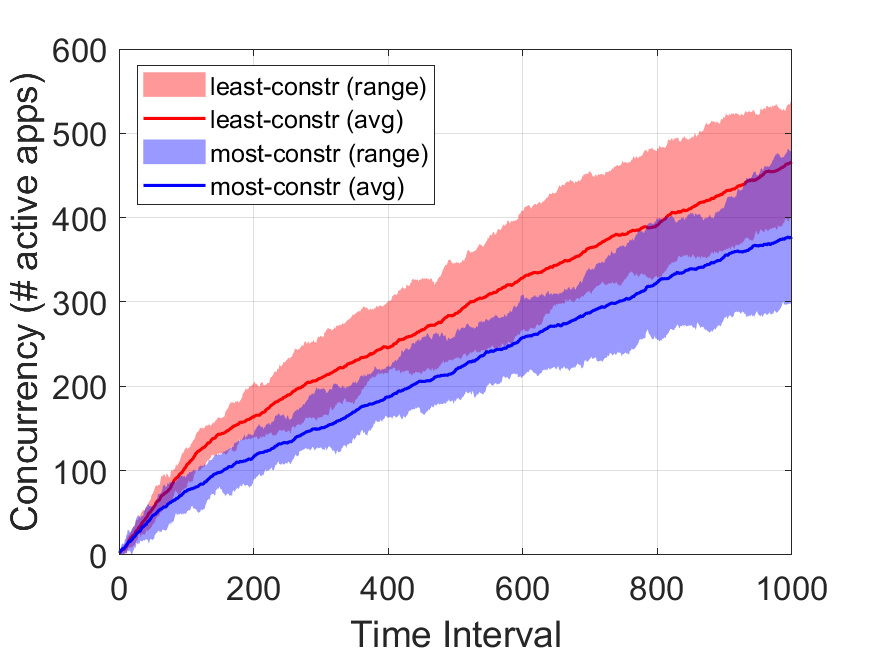 Concurrency (# active apps)
600
500
400
300
200
100
0
least-constr (range)
least-constr (avg)
most-constr (range)
most-constr (avg)
0 200 400 600 800 1000
Time Interval